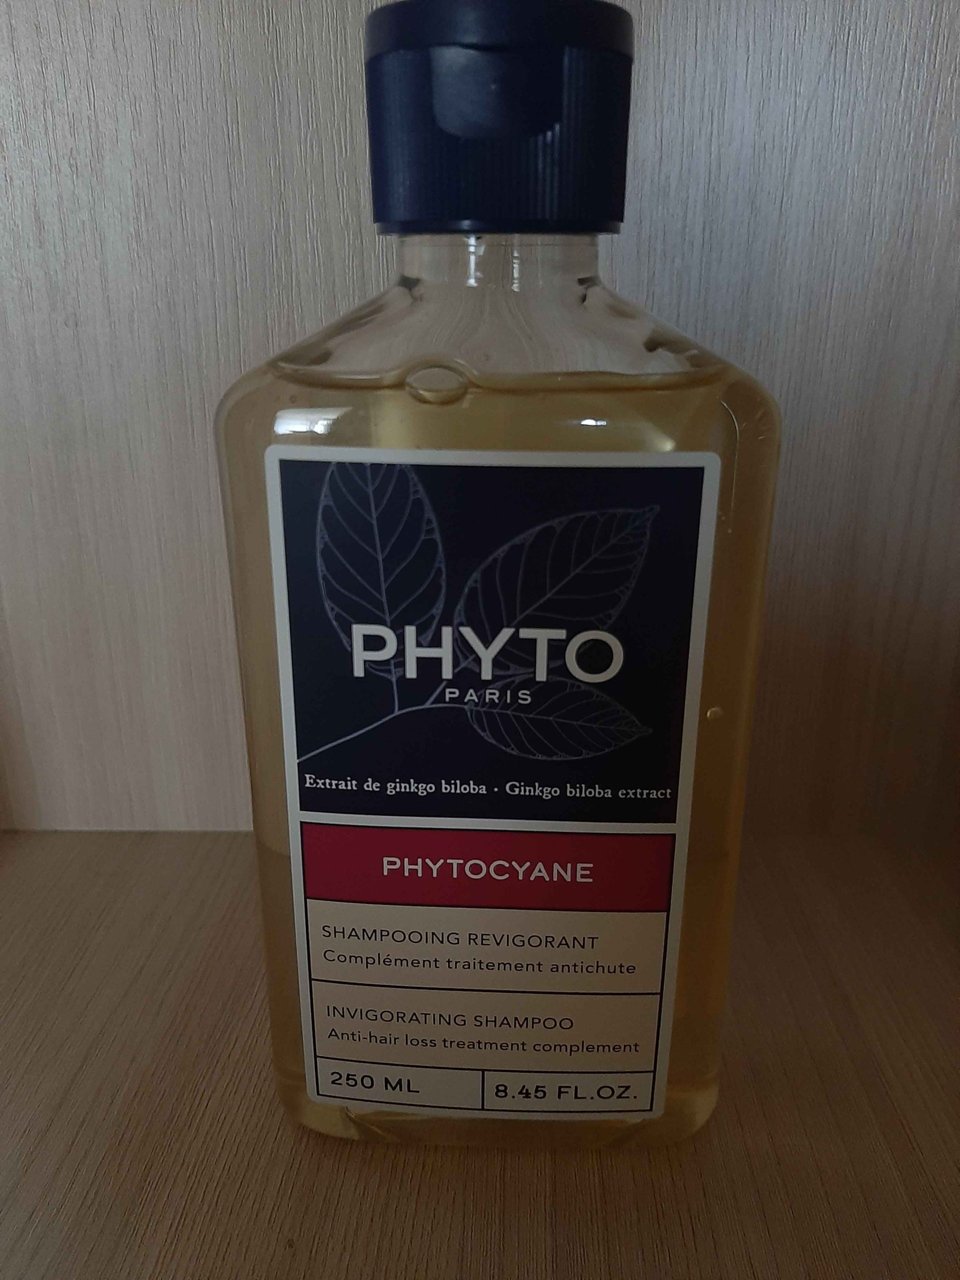 PHYTO
PARIS
Extrait de ginkgo biloba · Ginkgo biloba extract
PHYTOCYANE
SHAMPOOING REVIGORANT
Complément traitement antichute
INVIGORATING SHAMPOO
Anti-hair loss treatment complement
250 ML
8.45 FL.OZ.